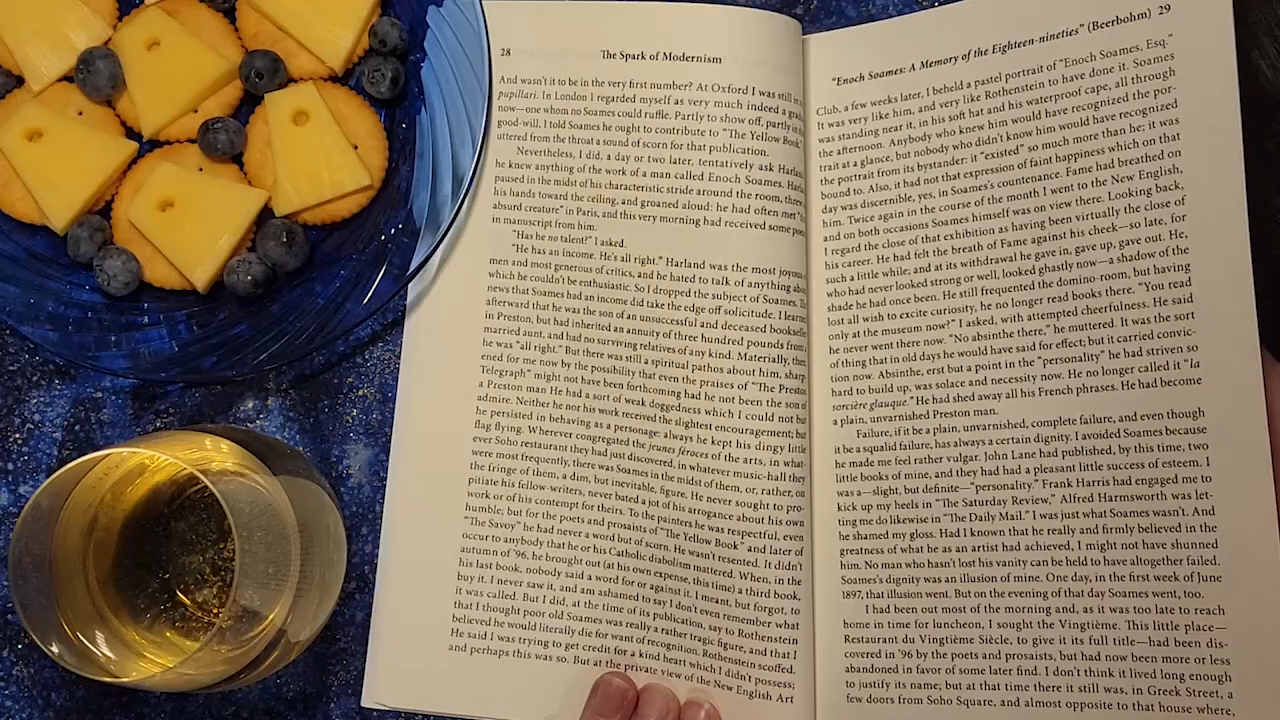 28
The Spark of Modernism
And wasn't it to be in the very first number? At Oxford I was still in
pupillari. In London I regarded myself as very much indeed a
now—one whom no Soames could ruffle. Partly to show off, partly in
good-will, I told Soames he ought to contribute to "The Yellow Book"
uttered from the throat a sound of scorn for that publication.
Nevertheless, I did, a day or two later, tentatively ask
he knew anything of the work of a man called Enoch Soames.
paused in the midst of his characteristic stride around the room, threw
his hands toward the ceiling, and groaned aloud: he had often met
absurd creature" in Paris, and this very morning had received some
in manuscript from him.
"Has he no talent?" I asked.
"He has an income. He's all right." Harland was the most joyous
men and most generous of critics, and he hated to talk of anything
which he couldn't be enthusiastic. So I dropped the subject of Soames.
news that Soames had an income did take the edge off solicitude. I learned
afterward that he was the son of an unsuccessful and deceased
in Preston, but had inherited an annuity of three hundred pounds from a
married aunt, and had no surviving relatives of any kind. Materially, then,
he was "all right." But there was still a spiritual pathos about him, sharp-
ened for me now by the possibility that even the praises of "The Preston
Telegraph" might not have been forthcoming had he not been the son of
a Preston man He had a sort of weak doggedness which I could not but
admire. Neither he nor his work received the slightest encouragement; but
he persisted in behaving as a personage: always he kept his dingy little
flag flying. Wherever congregated the jeunes féroces of the arts, in what-
ever Soho restaurant they had just discovered, in whatever music-hall they
were most frequently, there was Soames in the midst of them, or, rather, on
the fringe of them, a dim, but inevitable, figure. He never sought to pro-
pitiate his fellow-writers, never bated a jot of his arrogance about his own
work or of his contempt for theirs. To the painters he was respectful, even
humble; but for the poets and prosaists of "The Yellow Book" and later of
"The Savoy" he had never a word but of scorn. He wasn't resented. It didn't
occur to anybody that he or his Catholic diabolism mattered. When, in the
autumn of '96, he brought out (at his own expense, this time) a third book,
his last book, nobody said a word for or against it. I meant, but forgot, to
buy it. I never saw it, and am ashamed to say I don't even remember what
it was called. But I did, at the time of its publication, say to Rothenstein
that I thought poor old Soames was really a rather tragic figure, and that I
believed he would literally die for want of recognition. Rothenstein scoffed.
He said I was trying to get credit for a kind heart which I didn't possess;
and perhaps this was so. But at the private view of the New English Art
"Enoch Soames: A Memory of the Eighteen-nineties" (Beerbohm) 29
Club, a few weeks later, I beheld a pastel portrait of "Enoch Soames, Esq."
It was very like him, and very like Rothenstein to have done it. Soames
was standing near it, in his soft hat and his waterproof cape, all through
the afternoon. Anybody who knew him would have recognized the por-
trait at a glance, but nobody who didn't know him would have recognized
the portrait from its bystander: it "existed" so much more than he; it was
bound to. Also, it had not that expression of faint happiness which on that
day was discernible, yes, in Soames's countenance. Fame had breathed on
him. Twice again in the course of the month I went to the New English,
and on both occasions Soames himself was on view there. Looking back,
I regard the close of that exhibition as having been virtually the close of
his career. He had felt the breath of Fame against his cheek—so late, for
such a little while; and at its withdrawal he gave in, gave up, gave out. He,
who had never looked strong or well, looked ghastly now—a shadow of the
shade he had once been. He still frequented the domino-room, but having
lost all wish to excite curiosity, he no longer read books there. "You read
only at the museum now?" I asked, with attempted cheerfulness. He said
he never went there now. "No absinthe there," he muttered. It was the sort
of thing that in old days he would have said for effect; but it carried convic-
tion now. Absinthe, erst but a point in the "personality" he had striven so
hard to build up, was solace and necessity now. He no longer called it "la
sorcière glauque." He had shed away all his French phrases. He had become
a plain, unvarnished Preston man.
Failure, if it be a plain, unvarnished, complete failure, and even though
it be a squalid failure, has always a certain dignity. I avoided Soames because
he made me feel rather vulgar. John Lane had published, by this time, two
little books of mine, and they had had a pleasant little success of esteem. I
was a—slight, but definite—"personality." Frank Harris had engaged me to
kick up my heels in "The Saturday Review," Alfred Harmsworth was let-
ting me do likewise in "The Daily Mail." I was just what Soames wasn't. And
he shamed my gloss. Had I known that he really and firmly believed in the
greatness of what he as an artist had achieved, I might not have shunned
him. No man who hasn't lost his vanity can be held to have altogether failed.
Soames's dignity was an illusion of mine. One day, in the first week of June
1897, that illusion went. But on the evening of that day Soames went, too.
I had been out most of the morning and, as it was too late to reach
home in time for luncheon, I sought the Vingtième. This little place—
Restaurant du Vingtième Siècle, to give it its full title—had been dis-
covered in '96 by the poets and prosaists, but had now been more or less
abandoned in favor of some later find. I don't think it lived long enough
to justify its name; but at that time there it still was, in Greek Street, a
few doors from Soho Square, and almost opposite to that house where,